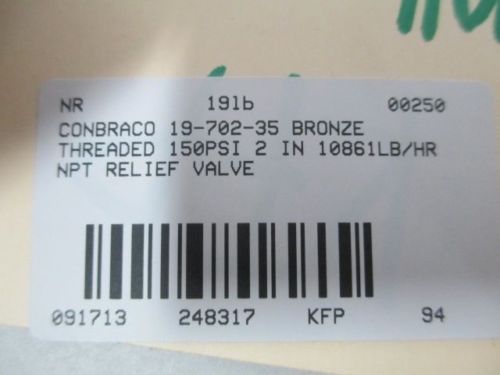 NR 19lb 00250
CONBRACO 19-702-35 BRONZE
THREADED 150PSI 2 IN 10861LB/HR
NPT RELIEF VALVE
091713 248317 KFP 94